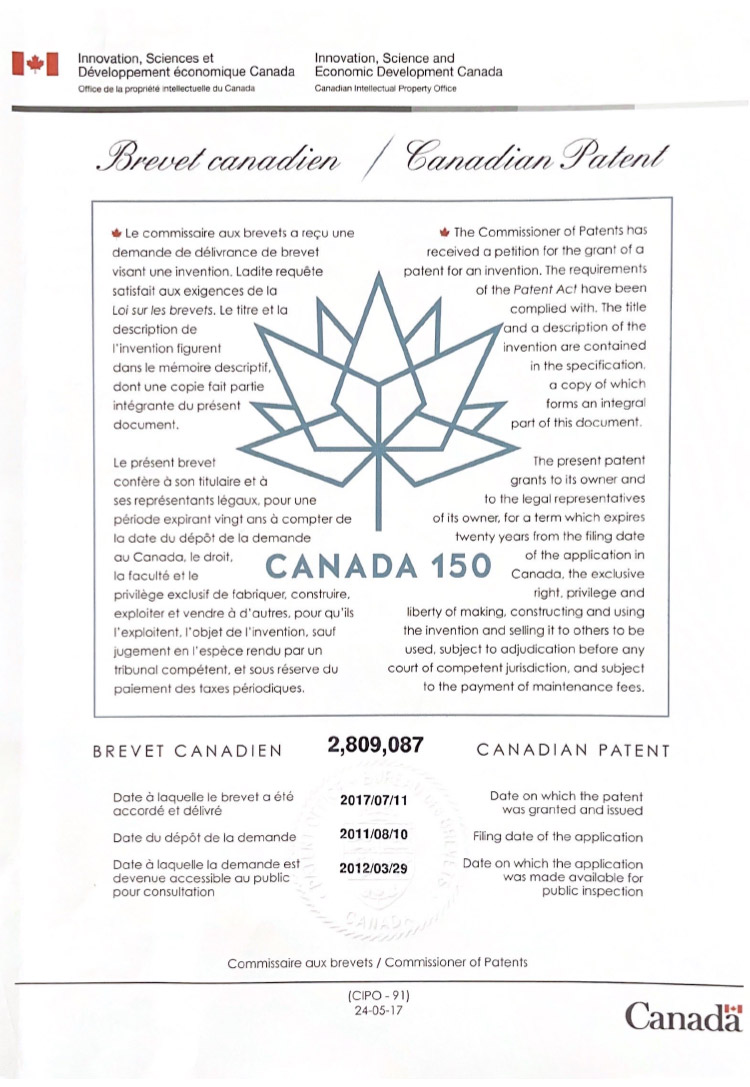 Innovation, Sciences et
Développement économique Canada
Office de la propriété intellectuelle du Canada
Innovation, Science and
Economic Development Canada
Canadian Intellectual Property Office
Brevet canadien / Canadian Patent
Le commissaire aux brevets a reçu une
demande de délivrance de brevet
visant une invention. Ladite requête
satisfait aux exigences de la
Loi sur les brevets. Le titre et la
description de
l'invention figurent
dans le mémoire descriptif,
dont une copie fait partie
intégrante du présent
document.
Le présent brevet
confère à son titulaire et à
ses représentants légaux, pour une
période expirant vingt ans à compter de
la date du dépôt de la demande
au Canada, le droit,
la faculté et le
privilège exclusif de fabriquer, construire,
exploiter et vendre à d'autres, pour qu'ils
l'exploitent, l'objet de l'invention, sauf
jugement en l'espèce rendu par un
tribunal compétent, et sous réserve du
paiement des taxes périodiques.
The Commissioner of Patents has
received a petition for the grant of a
patent for an invention. The requirements
of the Patent Act have been
complied with. The title
and a description of the
invention are contained
in the specification,
a copy of which
forms an integral
part of this document.
The present patent
grants to its owner and
to the legal representatives
of its owner, for a term which expires
twenty years from the filing date
of the application in
Canada, the exclusive
right, privilege and
liberty of making, constructing and using
the invention and selling it to others to be
used, subject to adjudication before any
court of competent jurisdiction, and subject
to the payment of maintenance fees.
CANADA 150
BREVET CANADIEN 2,809,087 CANADIAN PATENT
Date à laquelle le brevet a été
accordé et délivré
2017/07/11
Date on which the patent
was granted and issued
Date du dépôt de la demande 2011/08/10 Filing date of the application
Date à laquelle la demande est
devenue accessible au public
pour consultation
2012/03/29
Date on which the application
was made available for
public inspection
CANADA
Commissaire aux brevets / Commissioner of Patents
(CIPO - 91)
24-05-17
Canada